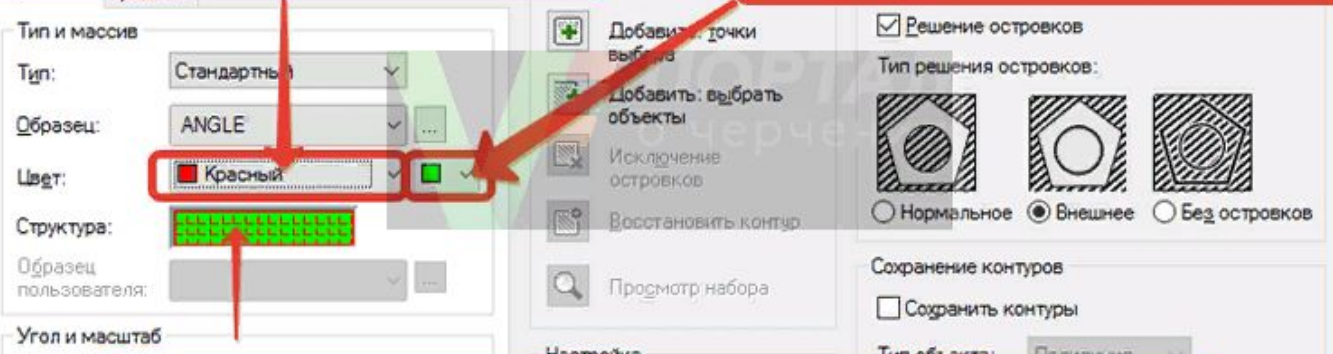 Тип и массив
Тип:
Стандартный
Образец:
ANGLE
...
Цвет:
Красный
Структура:
Образец
пользователя:
...
Угол и масштаб
Добавить: точки
выбора
Добавить: выбрать
объекты
Исключение
островков
Восстановить контур
Просмотр набора
Решение островков
Тип решения островков:
Нормальное
Внешнее
Без островков
Сохранение контуров
Сохранить контуры
ПОРТАЛ
о черчении